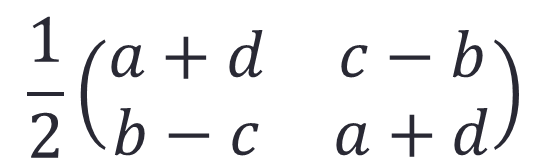 1/2 (a + d   c − b
b − c   a + d)